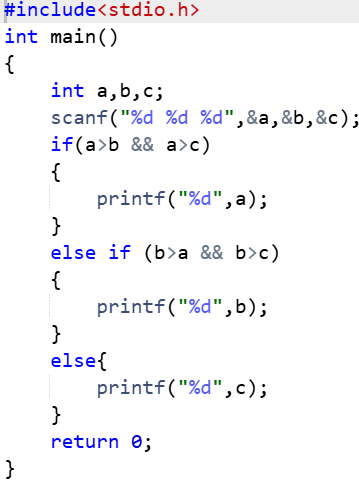 #include<stdio.h>
int main()
{
    int a,b,c;
    scanf("%d %d %d",&a,&b,&c);
    if(a>b && a>c)
    {
        printf("%d",a);
    }
    else if (b>a && b>c)
    {
        printf("%d",b);
    }
    else{
        printf("%d",c);
    }
    return 0;
}